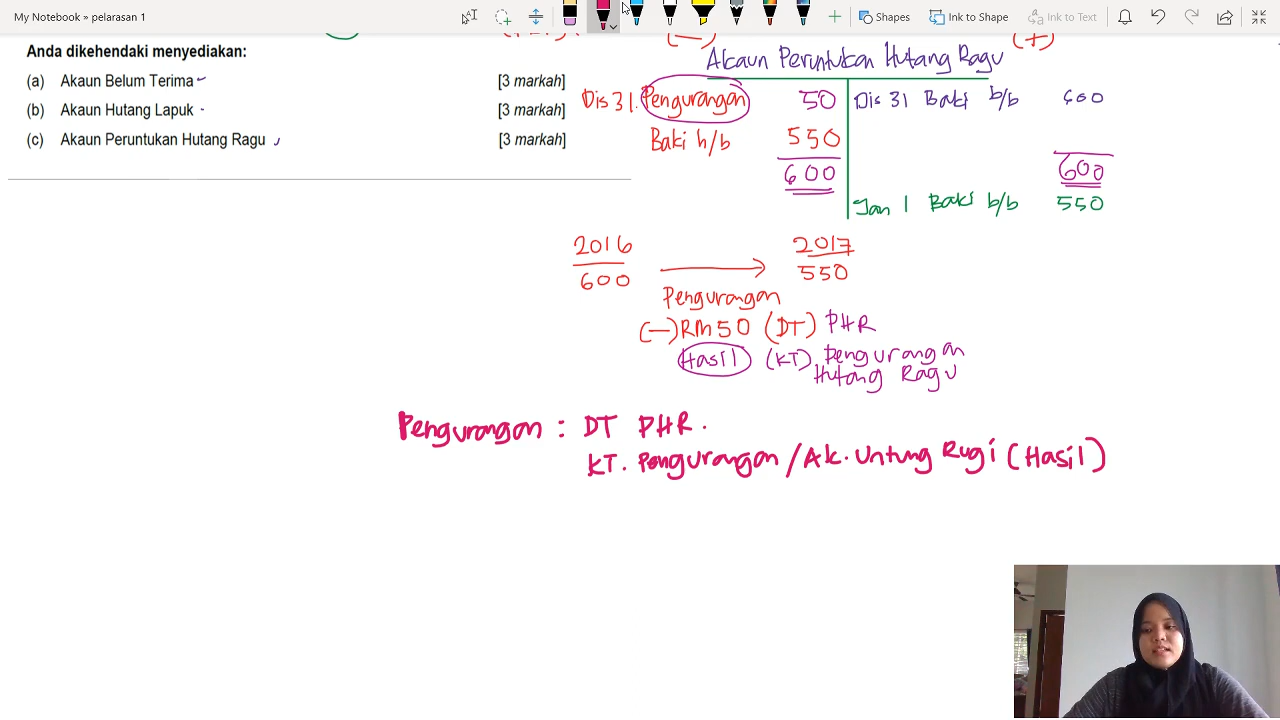 My Notebook » parasan 1
Shapes
Ink to Shape
Ink to Text
Anda dikehendaki menyediakan:
(a) Akaun Belum Terima [3 markah]
(b) Akaun Hutang Lapuk [3 markah]
(c) Akaun Peruntukan Hutang Ragu [3 markah]
(—) (+)
Akaun Peruntukan Hutang Ragu
Dis 31. Pengurangan 50 Dis 31 Baki b/b 600
Baki h/b 550
600 600
Jan 1 Baki b/b 550
2016 2017
600 550
Pengurangan
(—) RM50 (DT) PHR
Hasil (KT) Pengurangan
Hutang Ragu
Pengurangan : DT PHR.
KT. Pengurangan / Ak. Untung Rugi (Hasil)